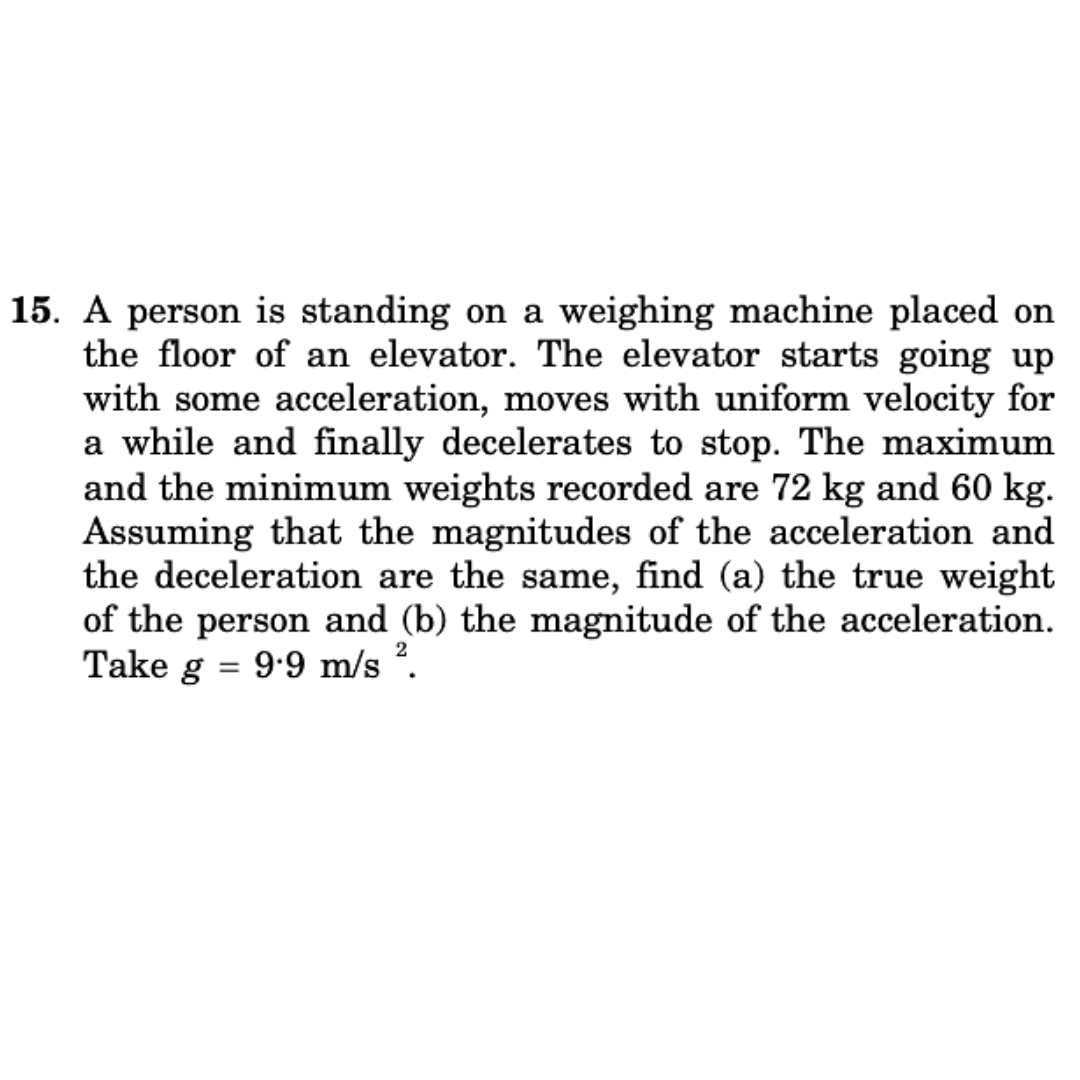 15. A person is standing on a weighing machine placed on
the floor of an elevator. The elevator starts going up
with some acceleration, moves with uniform velocity for
a while and finally decelerates to stop. The maximum
and the minimum weights recorded are 72 kg and 60 kg.
Assuming that the magnitudes of the acceleration and
the deceleration are the same, find (a) the true weight
of the person and (b) the magnitude of the acceleration.
Take g = 9·9 m/s ².